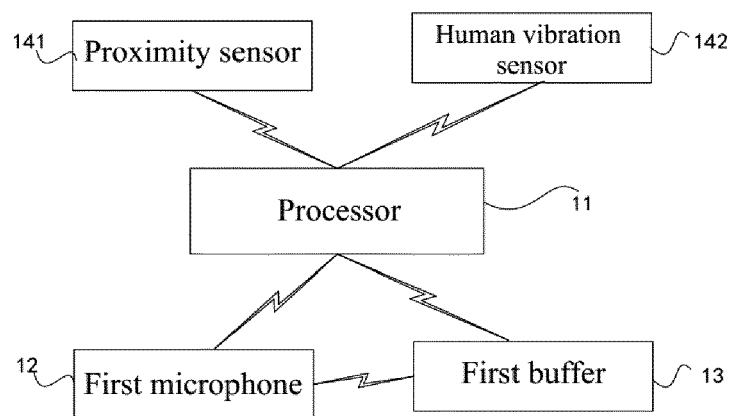 141
Proximity sensor
Human vibration
sensor
142
Processor
11
12
First microphone
First buffer
13